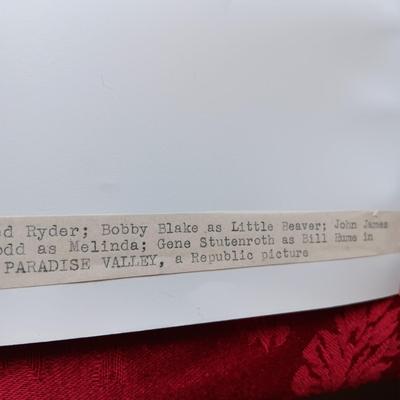 ed Ryder; Bobby Blake as Little Beaver; John James
odd as Melinda; Gene Stutenroth as Bill Hume in
PARADISE VALLEY, a Republic picture